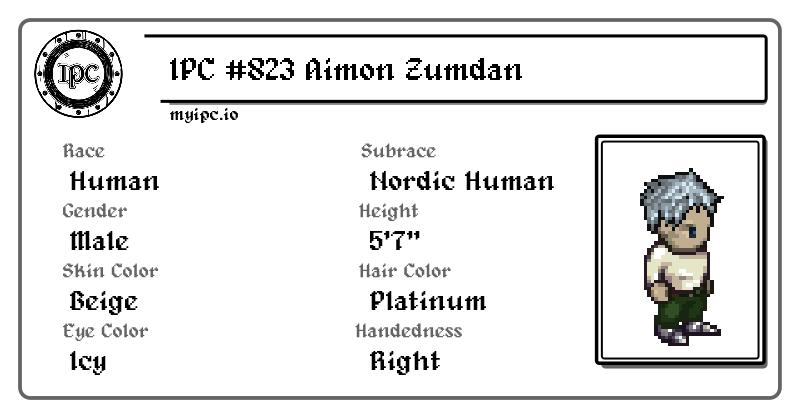 IPC
IPC #823 Aimon Zumdan
myipc.io
Race
Human
Subrace
Nordic Human
Gender
Male
Height
5'7"
Skin Color
Beige
Hair Color
Platinum
Eye Color
Icy
Handedness
Right